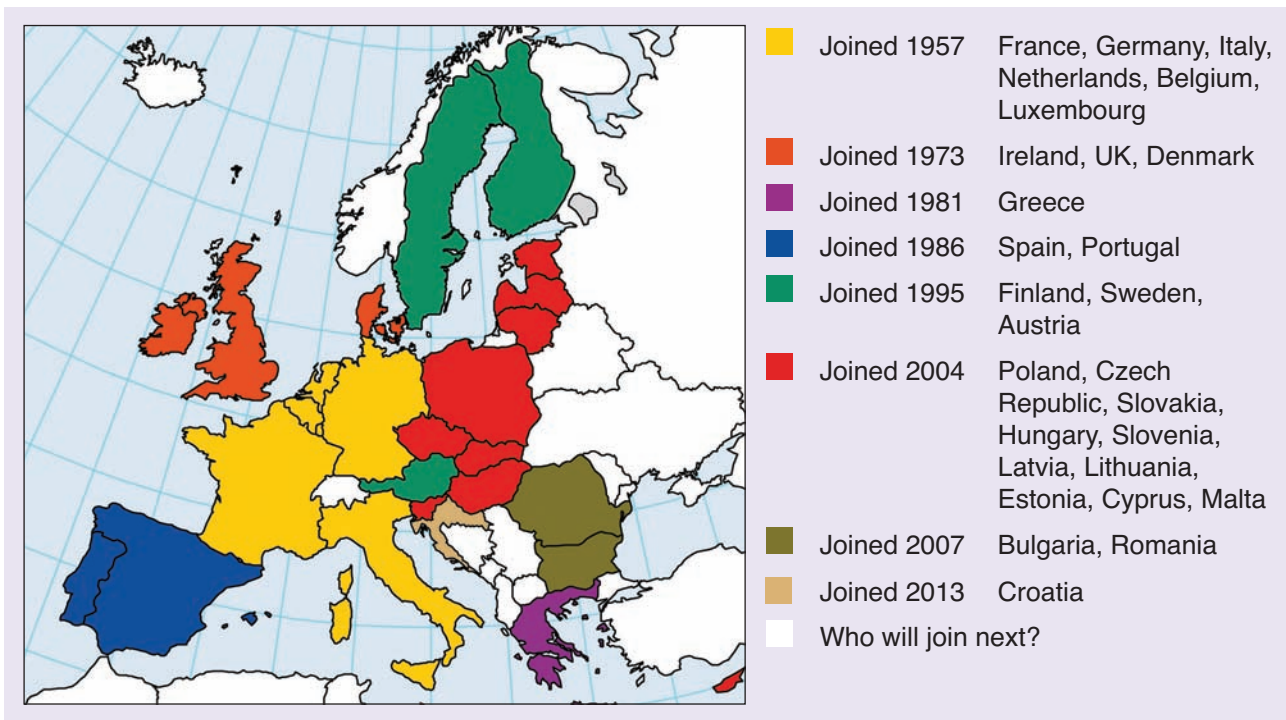 Joined 1957 France, Germany, Italy,
Netherlands, Belgium,
Luxembourg
Joined 1973 Ireland, UK, Denmark
Joined 1981 Greece
Joined 1986 Spain, Portugal
Joined 1995 Finland, Sweden,
Austria
Joined 2004 Poland, Czech
Republic, Slovakia,
Hungary, Slovenia,
Latvia, Lithuania,
Estonia, Cyprus, Malta
Joined 2007 Bulgaria, Romania
Joined 2013 Croatia
Who will join next?